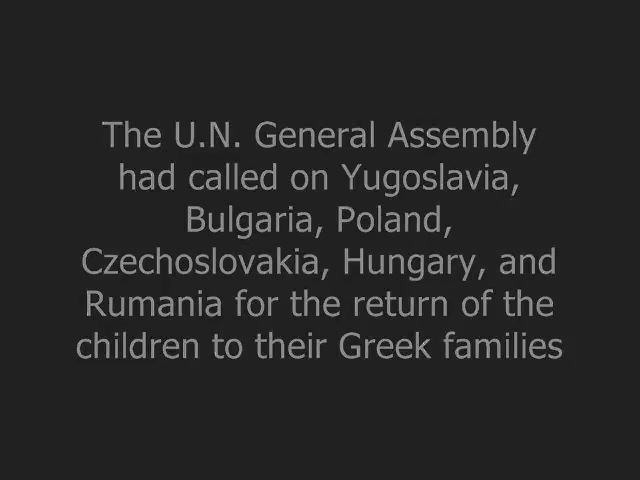 The U.N. General Assembly
had called on Yugoslavia,
Bulgaria, Poland,
Czechoslovakia, Hungary, and
Rumania for the return of the
children to their Greek families